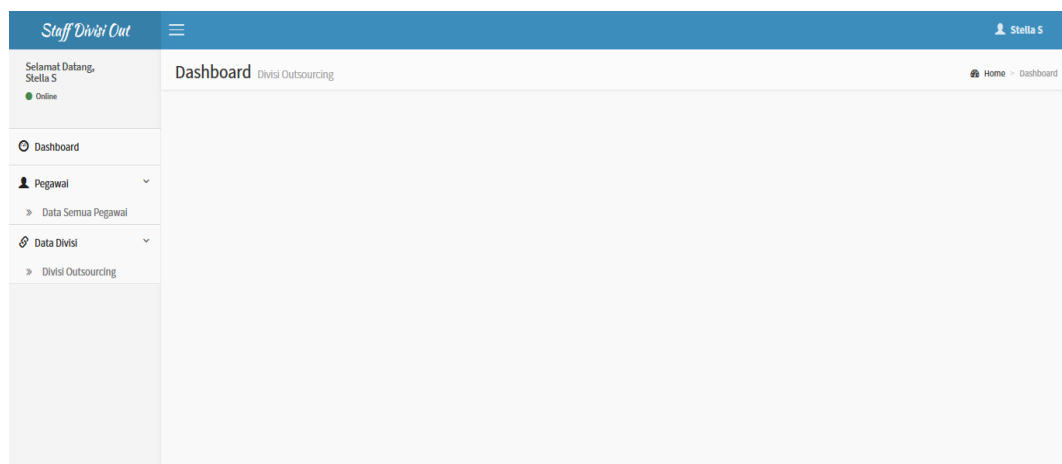 Staff Divisi Out
Stella S
Selamat Datang,
Stella S
Online
Dashboard
Pegawai
Data Semua Pegawai
Data Divisi
Divisi Outsourcing
Dashboard Divisi Outsourcing
Home > Dashboard